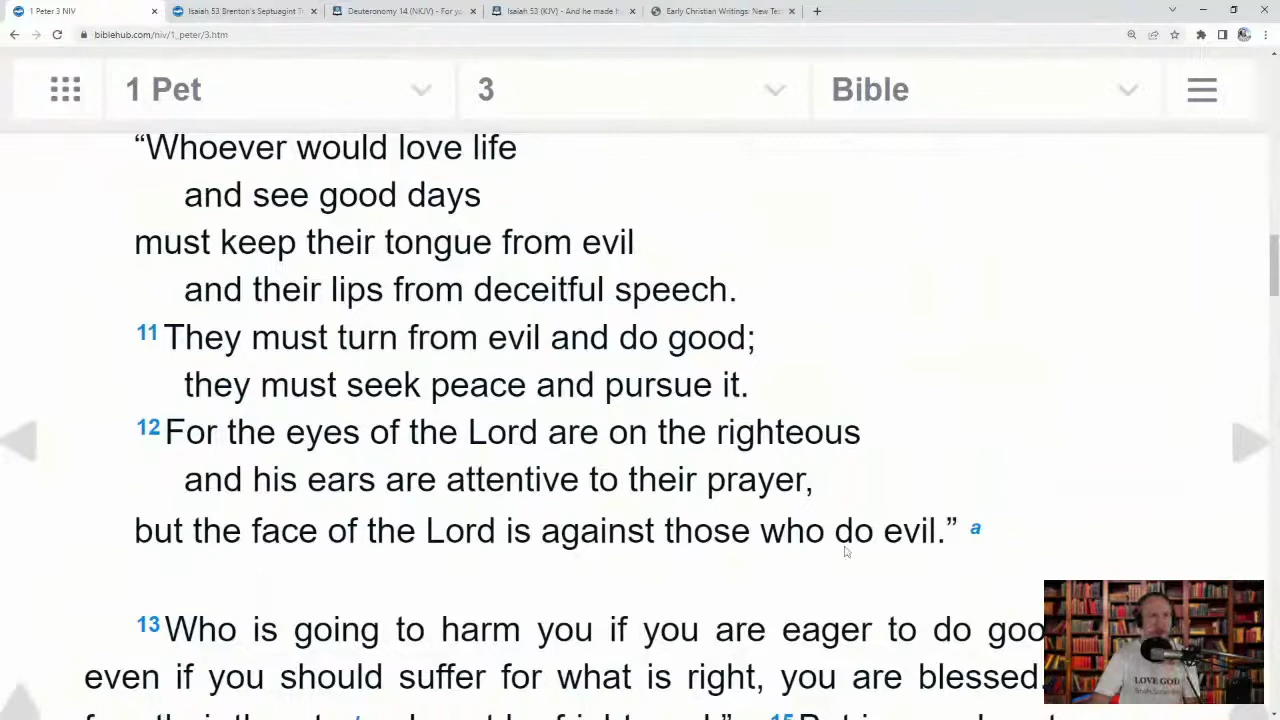 1 Peter 3 NIV
Isaiah 53 Brenton's Septuagint T
Deuteronomy 14 (NKJV) - For yo
Isaiah 53 (KJV) - And he made h
Early Christian Writings: New Te
biblehub.com/niv/1_peter/3.htm
1 Pet 3 Bible
“Whoever would love life
and see good days
must keep their tongue from evil
and their lips from deceitful speech.
11 They must turn from evil and do good;
they must seek peace and pursue it.
12 For the eyes of the Lord are on the righteous
and his ears are attentive to their prayer,
but the face of the Lord is against those who do evil.” a
13 Who is going to harm you if you are eager to do goo
even if you should suffer for what is right, you are blessed.
LOVE GOD